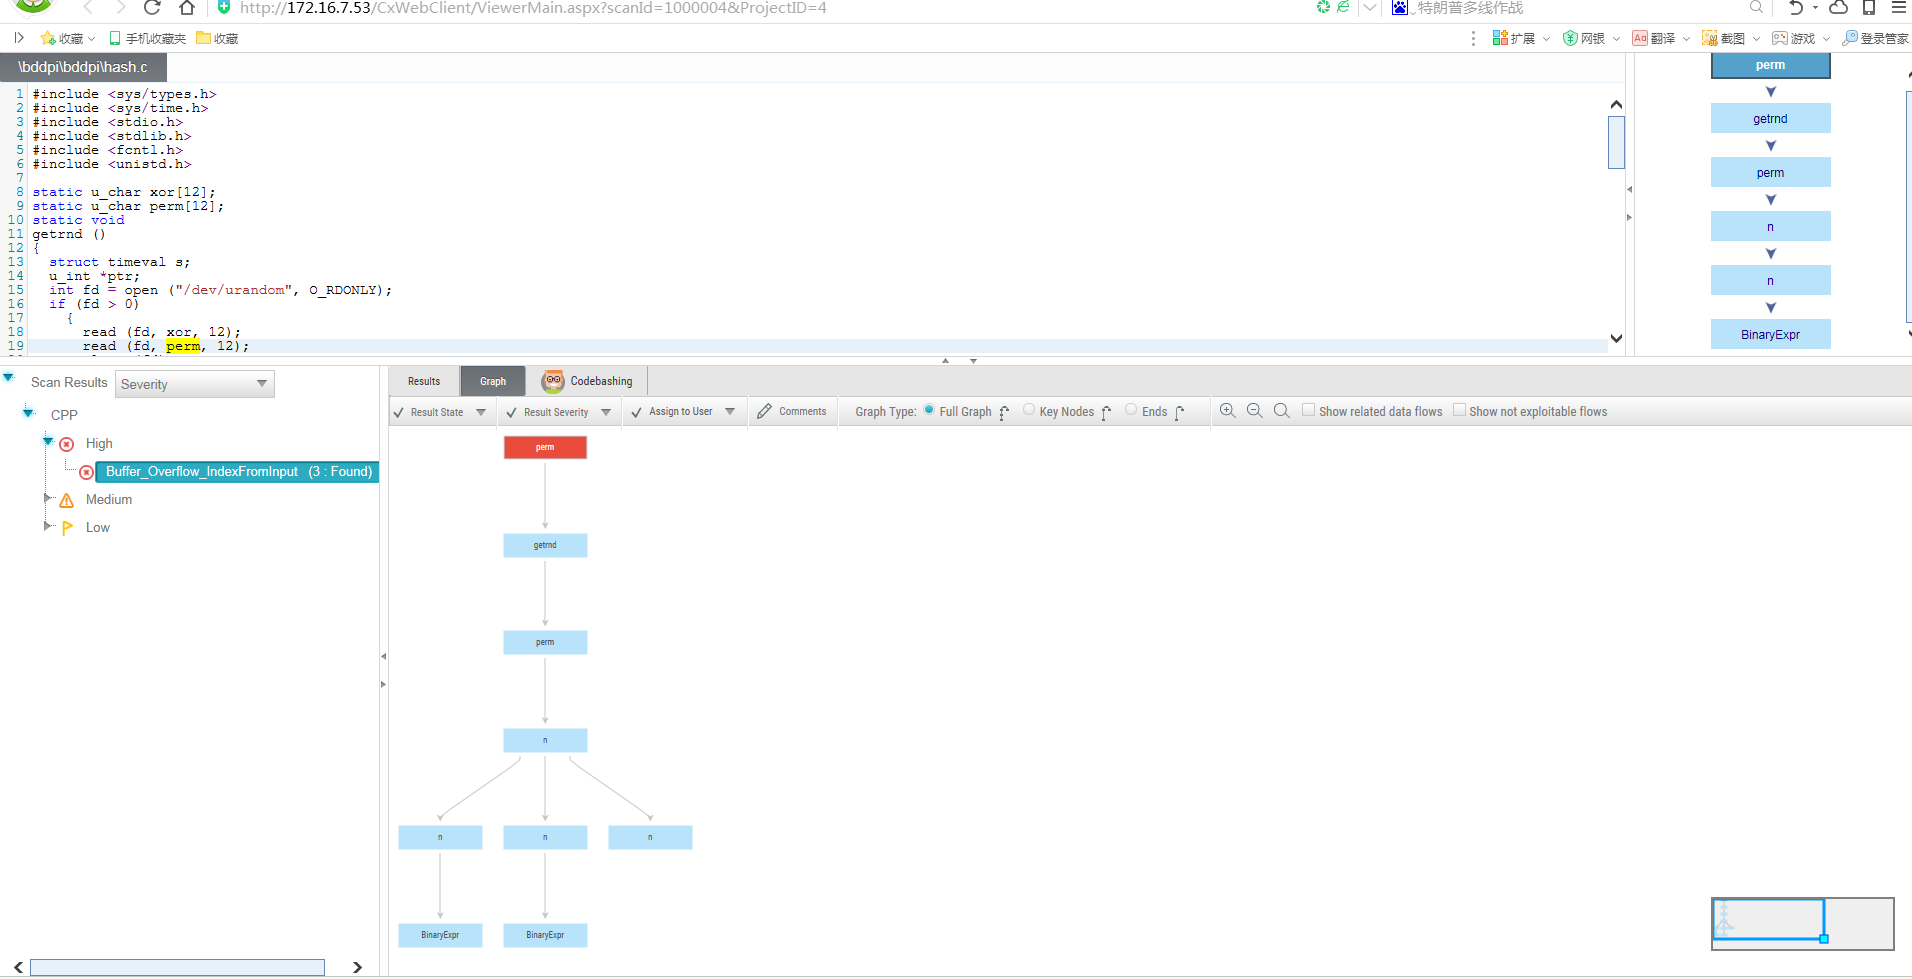 http://172.16.7.53/CxWebClient/ViewerMain.aspx?scanId=1000004&ProjectID=4
特朗普多线作战
收藏
手机收藏夹
收藏
扩展
网银
翻译
截图
游戏
登录管家
\bddpi\bddpi\hash.c
1 #include <sys/types.h>
2 #include <sys/time.h>
3 #include <stdio.h>
4 #include <stdlib.h>
5 #include <fcntl.h>
6 #include <unistd.h>
7
8 static u_char xor[12];
9 static u_char perm[12];
10 static void
11 getrnd ()
12 {
13 struct timeval s;
14 u_int *ptr;
15 int fd = open ("/dev/urandom", O_RDONLY);
16 if (fd > 0)
17 {
18 read (fd, xor, 12);
19 read (fd, perm, 12);
perm
getrnd
perm
n
n
BinaryExpr
Scan Results
Severity
CPP
High
Buffer_Overflow_IndexFromInput (3 : Found)
Medium
Low
Results
Graph
Codebashing
Result State
Result Severity
Assign to User
Comments
Graph Type:
Full Graph
Key Nodes
Ends
Show related data flows
Show not exploitable flows
perm
getrnd
perm
n
n
n
n
BinaryExpr
BinaryExpr